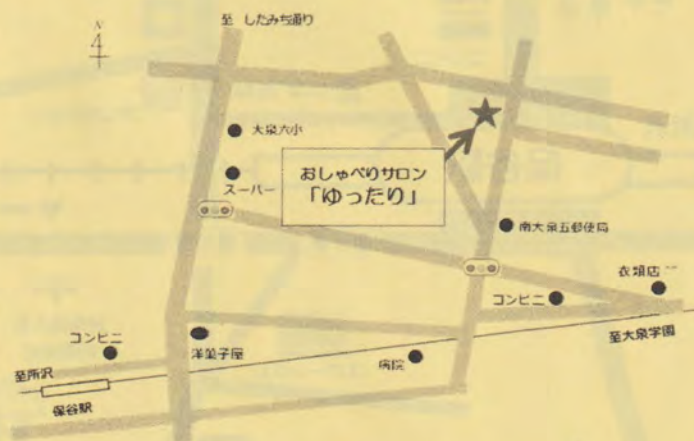 至 したみち通り
N
大泉六小
スーパー
おしゃべりサロン
「ゆったり」
南大泉五郵便局
衣類店
コンビニ
コンビニ
洋菓子屋
病院
至大泉学園
至所沢
保谷駅